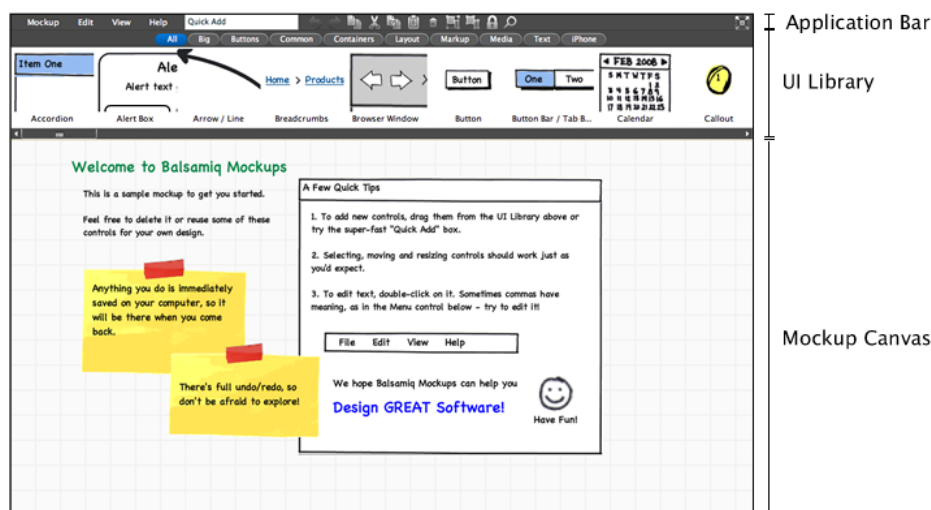 Mockup Edit View Help Quick Add
Application Bar
All Big Buttons Common Containers Layout Markup Media Text iPhone
UI Library
Item One
Ale
Alert text
Home > Products
Button
One Two
FEB 2008
S M T W T F S
1
Accordion Alert Box Arrow / Line Breadcrumbs Browser Window Button Button Bar / Tab B... Calendar Callout
Mockup Canvas
Welcome to Balsamiq Mockups
This is a sample mockup to get you started.
Feel free to delete it or reuse some of these
controls for your own design.
Anything you do is immediately
saved on your computer, so it
will be there when you come
back.
There's full undo/redo, so
don't be afraid to explore!
A Few Quick Tips
1. To add new controls, drag them from the UI Library above or
try the super-fast "Quick Add" box.
2. Selecting, moving and resizing controls should work just as
you'd expect.
3. To edit text, double-click on it. Sometimes commas have
meaning, as in the Menu control below - try to edit it!
File Edit View Help
We hope Balsamiq Mockups can help you
Design GREAT Software!
Have Fun!